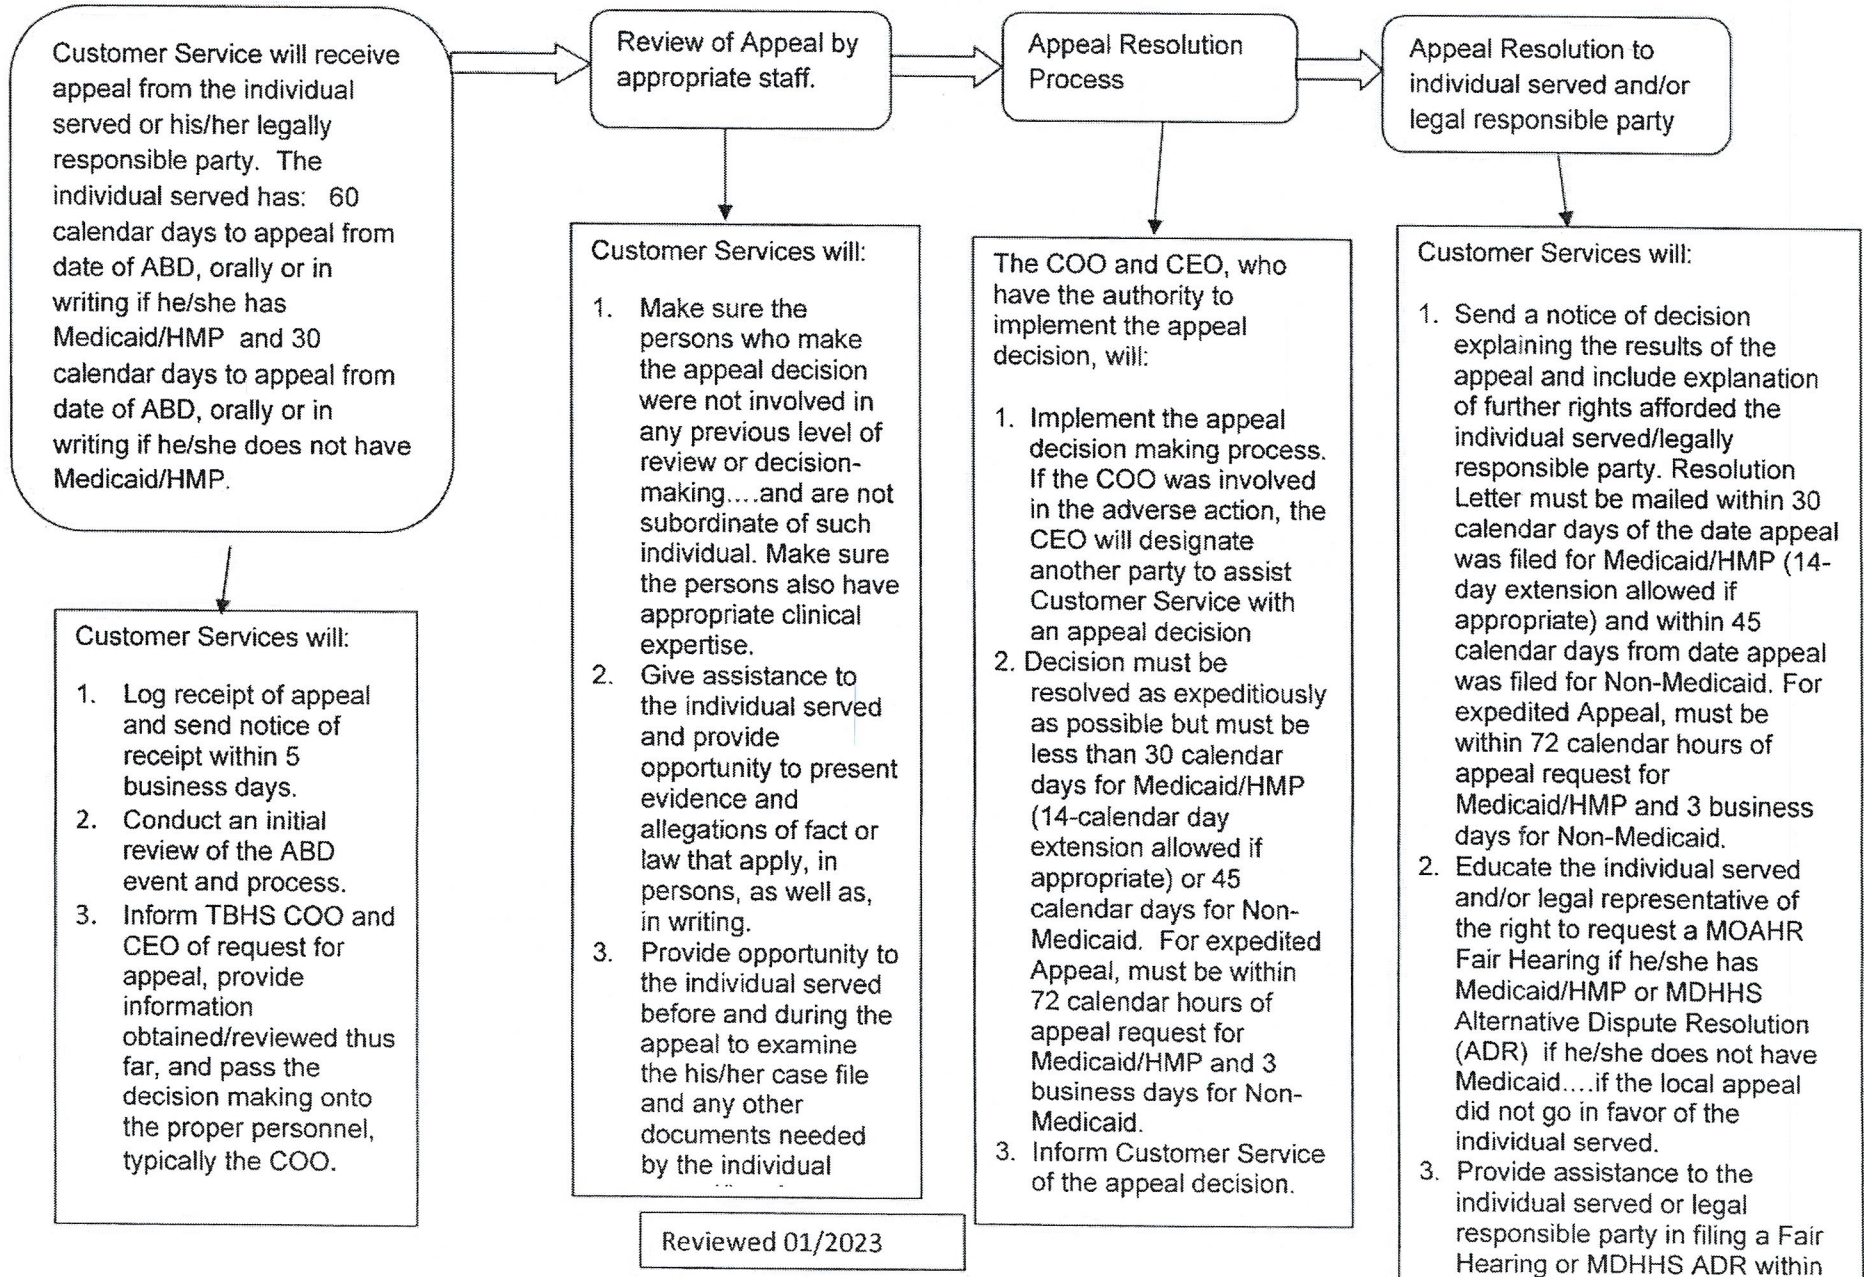 Customer Service will receive
appeal from the individual
served or his/her legally
responsible party.  The
individual served has:   60
calendar days to appeal from
date of ABD, orally or in
writing if he/she has
Medicaid/HMP  and 30
calendar days to appeal from
date of ABD, orally or in
writing if he/she does not have
Medicaid/HMP.
Customer Services will:
1. Log receipt of appeal
and send notice of
receipt within 5
business days.
2. Conduct an initial
review of the ABD
event and process.
3. Inform TBHS COO and
CEO of request for
appeal, provide
information
obtained/reviewed thus
far, and pass the
decision making onto
the proper personnel,
typically the COO.
Review of Appeal by
appropriate staff.
Customer Services will:
1. Make sure the
persons who make
the appeal decision
were not involved in
any previous level of
review or decision-
making....and are not
subordinate of such
individual. Make sure
the persons also have
appropriate clinical
expertise.
2. Give assistance to
the individual served
and provide
opportunity to present
evidence and
allegations of fact or
law that apply, in
persons, as well as,
in writing.
3. Provide opportunity to
the individual served
before and during the
appeal to examine
the his/her case file
and any other
documents needed
by the individual
Appeal Resolution
Process
The COO and CEO, who
have the authority to
implement the appeal
decision, will:
1. Implement the appeal
decision making process.
If the COO was involved
in the adverse action, the
CEO will designate
another party to assist
Customer Service with
an appeal decision
2. Decision must be
resolved as expeditiously
as possible but must be
less than 30 calendar
days for Medicaid/HMP
(14-calendar day
extension allowed if
appropriate) or 45
calendar days for Non-
Medicaid.  For expedited
Appeal, must be within
72 calendar hours of
appeal request for
Medicaid/HMP and 3
business days for Non-
Medicaid.
3. Inform Customer Service
of the appeal decision.
Appeal Resolution to
individual served and/or
legal responsible party
Customer Services will:
1. Send a notice of decision
explaining the results of the
appeal and include explanation
of further rights afforded the
individual served/legally
responsible party. Resolution
Letter must be mailed within 30
calendar days of the date appeal
was filed for Medicaid/HMP (14-
day extension allowed if
appropriate) and within 45
calendar days from date appeal
was filed for Non-Medicaid. For
expedited Appeal, must be
within 72 calendar hours of
appeal request for
Medicaid/HMP and 3 business
days for Non-Medicaid.
2. Educate the individual served
and/or legal representative of
the right to request a MOAHR
Fair Hearing if he/she has
Medicaid/HMP or MDHHS
Alternative Dispute Resolution
(ADR)  if he/she does not have
Medicaid....if the local appeal
did not go in favor of the
individual served.
3. Provide assistance to the
individual served or legal
responsible party in filing a Fair
Hearing or MDHHS ADR within
Reviewed 01/2023